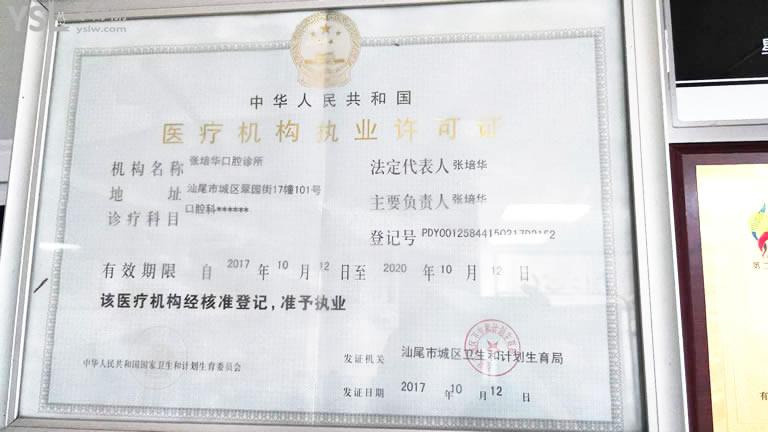 yslw.com
中华人民共和国
医疗机构执业许可证
机构名称 张培华口腔诊所
法定代表人 张培华
地 址 汕尾市城区翠园街17幢101号
主要负责人 张培华
诊疗科目 口腔科******
登记号
有效期限 自 2017 年 10 月 12 日至 2020 年 10 月 12 日
该医疗机构经核准登记，准予执业
中华人民共和国国家卫生和计划生育委员会
发证机关 汕尾市城区卫生和计划生育局
发证日期 2017 年 10 月 12 日
第二
有